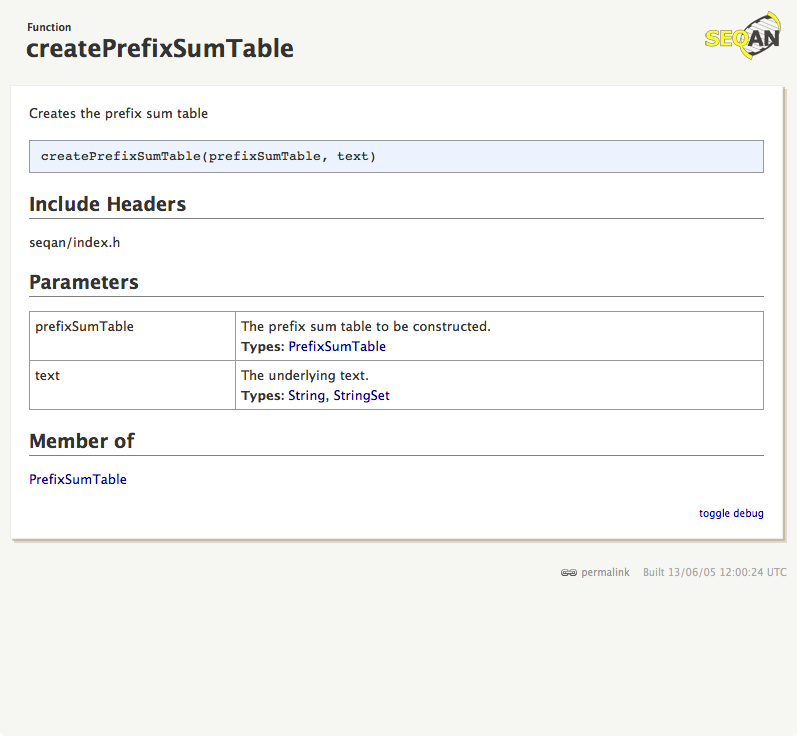 Function
createPrefixSumTable
SEQAN
Creates the prefix sum table
createPrefixSumTable(prefixSumTable, text)
Include Headers
seqan/index.h
Parameters
prefixSumTable
The prefix sum table to be constructed.
Types: PrefixSumTable
text
The underlying text.
Types: String, StringSet
Member of
PrefixSumTable
toggle debug
permalink Built 13/06/05 12:00:24 UTC